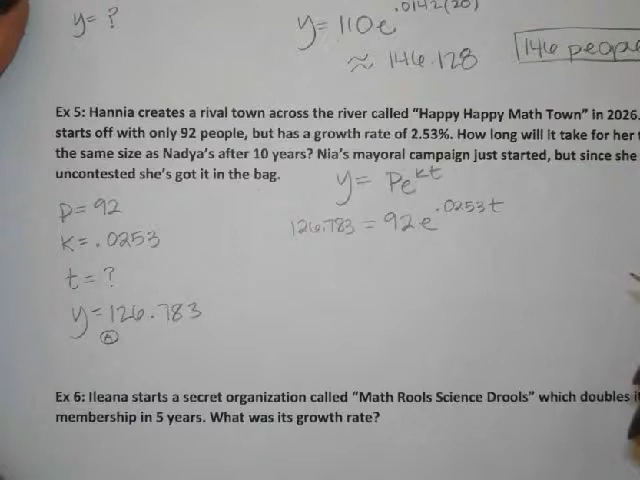 y= ?
y= 110e .0142(20)
≈ 146.128
146 people
Ex 5: Hannia creates a rival town across the river called "Happy Happy Math Town" in 2026.
starts off with only 92 people, but has a growth rate of 2.53%. How long will it take for her
the same size as Nadya's after 10 years? Nia's mayoral campaign just started, but since she
uncontested she's got it in the bag.
y= Pe^kt
P= 92
126.783 = 92e^.0253t
K= .0253
t= ?
y= 126.783
A
Ex 6: Ileana starts a secret organization called "Math Rools Science Drools" which doubles
membership in 5 years. What was its growth rate?